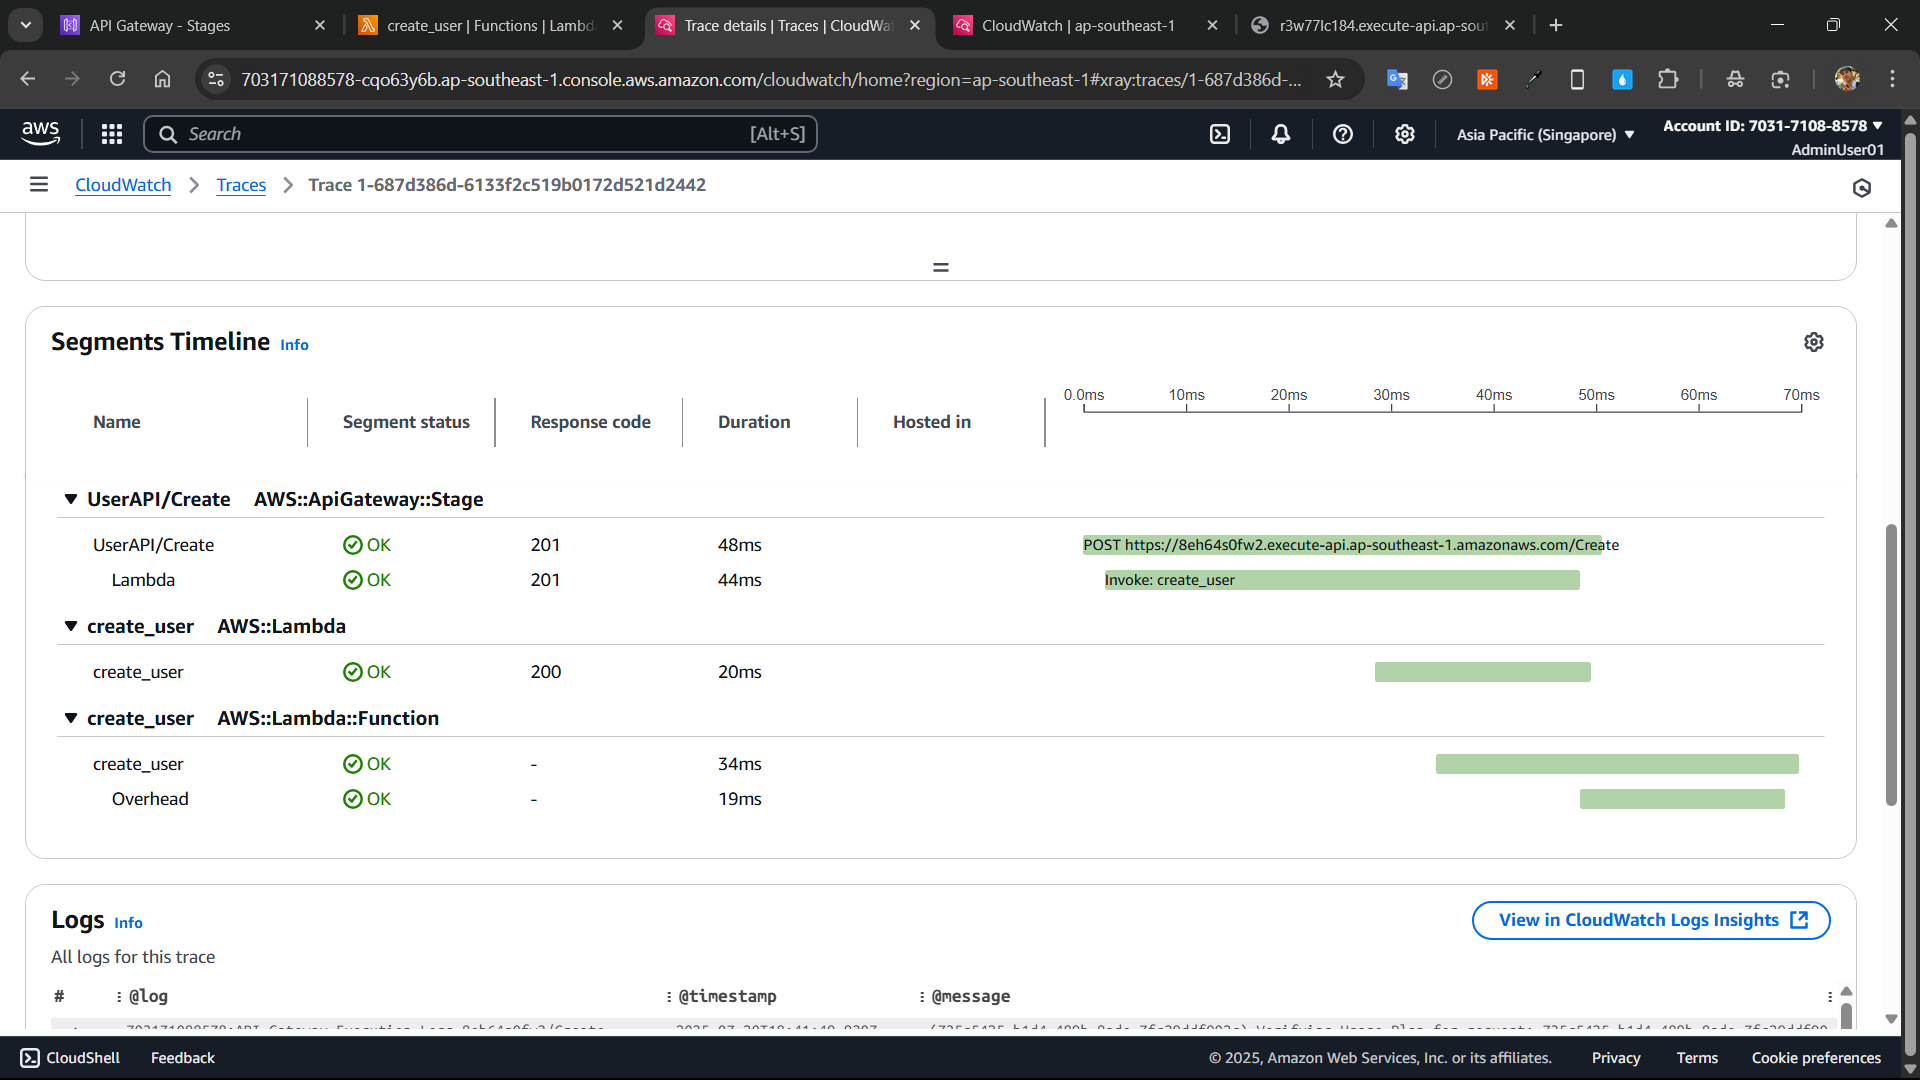 API Gateway - Stages
create_user | Functions | Lambd
Trace details | Traces | CloudWat
CloudWatch | ap-southeast-1
r3w77lc184.execute-api.ap-sout
703171088578-cqo63y6b.ap-southeast-1.console.aws.amazon.com/cloudwatch/home?region=ap-southeast-1#xray:traces/1-687d386d-...
aws
Search
[Alt+S]
Asia Pacific (Singapore)
Account ID: 7031-7108-8578
AdminUser01
CloudWatch
Traces
Trace 1-687d386d-6133f2c519b0172d521d2442
Segments Timeline Info
0.0ms 10ms 20ms 30ms 40ms 50ms 60ms 70ms
Name Segment status Response code Duration Hosted in
UserAPI/Create AWS::ApiGateway::Stage
UserAPI/Create OK 201 48ms POST https://8eh64s0fw2.execute-api.ap-southeast-1.amazonaws.com/Create
Lambda OK 201 44ms Invoke: create_user
create_user AWS::Lambda
create_user OK 200 20ms
create_user AWS::Lambda::Function
create_user OK - 34ms
Overhead OK - 19ms
Logs Info
View in CloudWatch Logs Insights
All logs for this trace
# @log @timestamp @message
CloudShell Feedback © 2025, Amazon Web Services, Inc. or its affiliates. Privacy Terms Cookie preferences